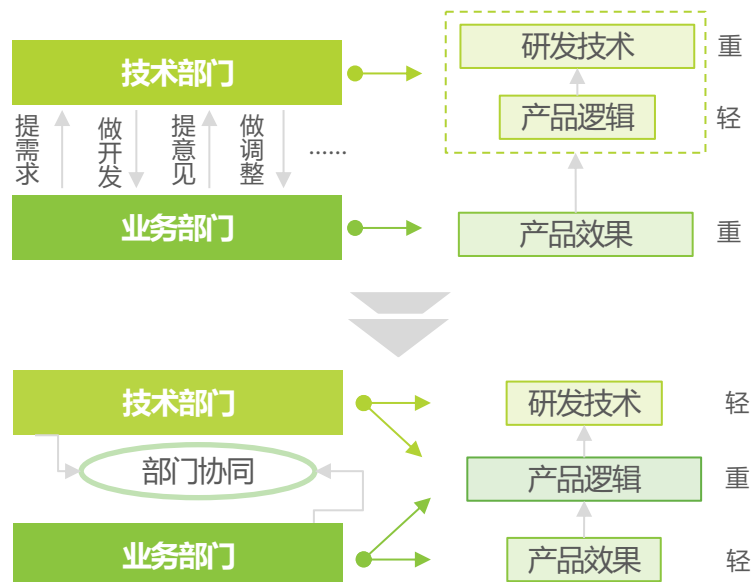 技术部门
研发技术
重
产品逻辑
轻
提需求
做开发
提意见
做调整
……
业务部门
产品效果
重
技术部门
研发技术
轻
部门协同
产品逻辑
重
业务部门
产品效果
轻